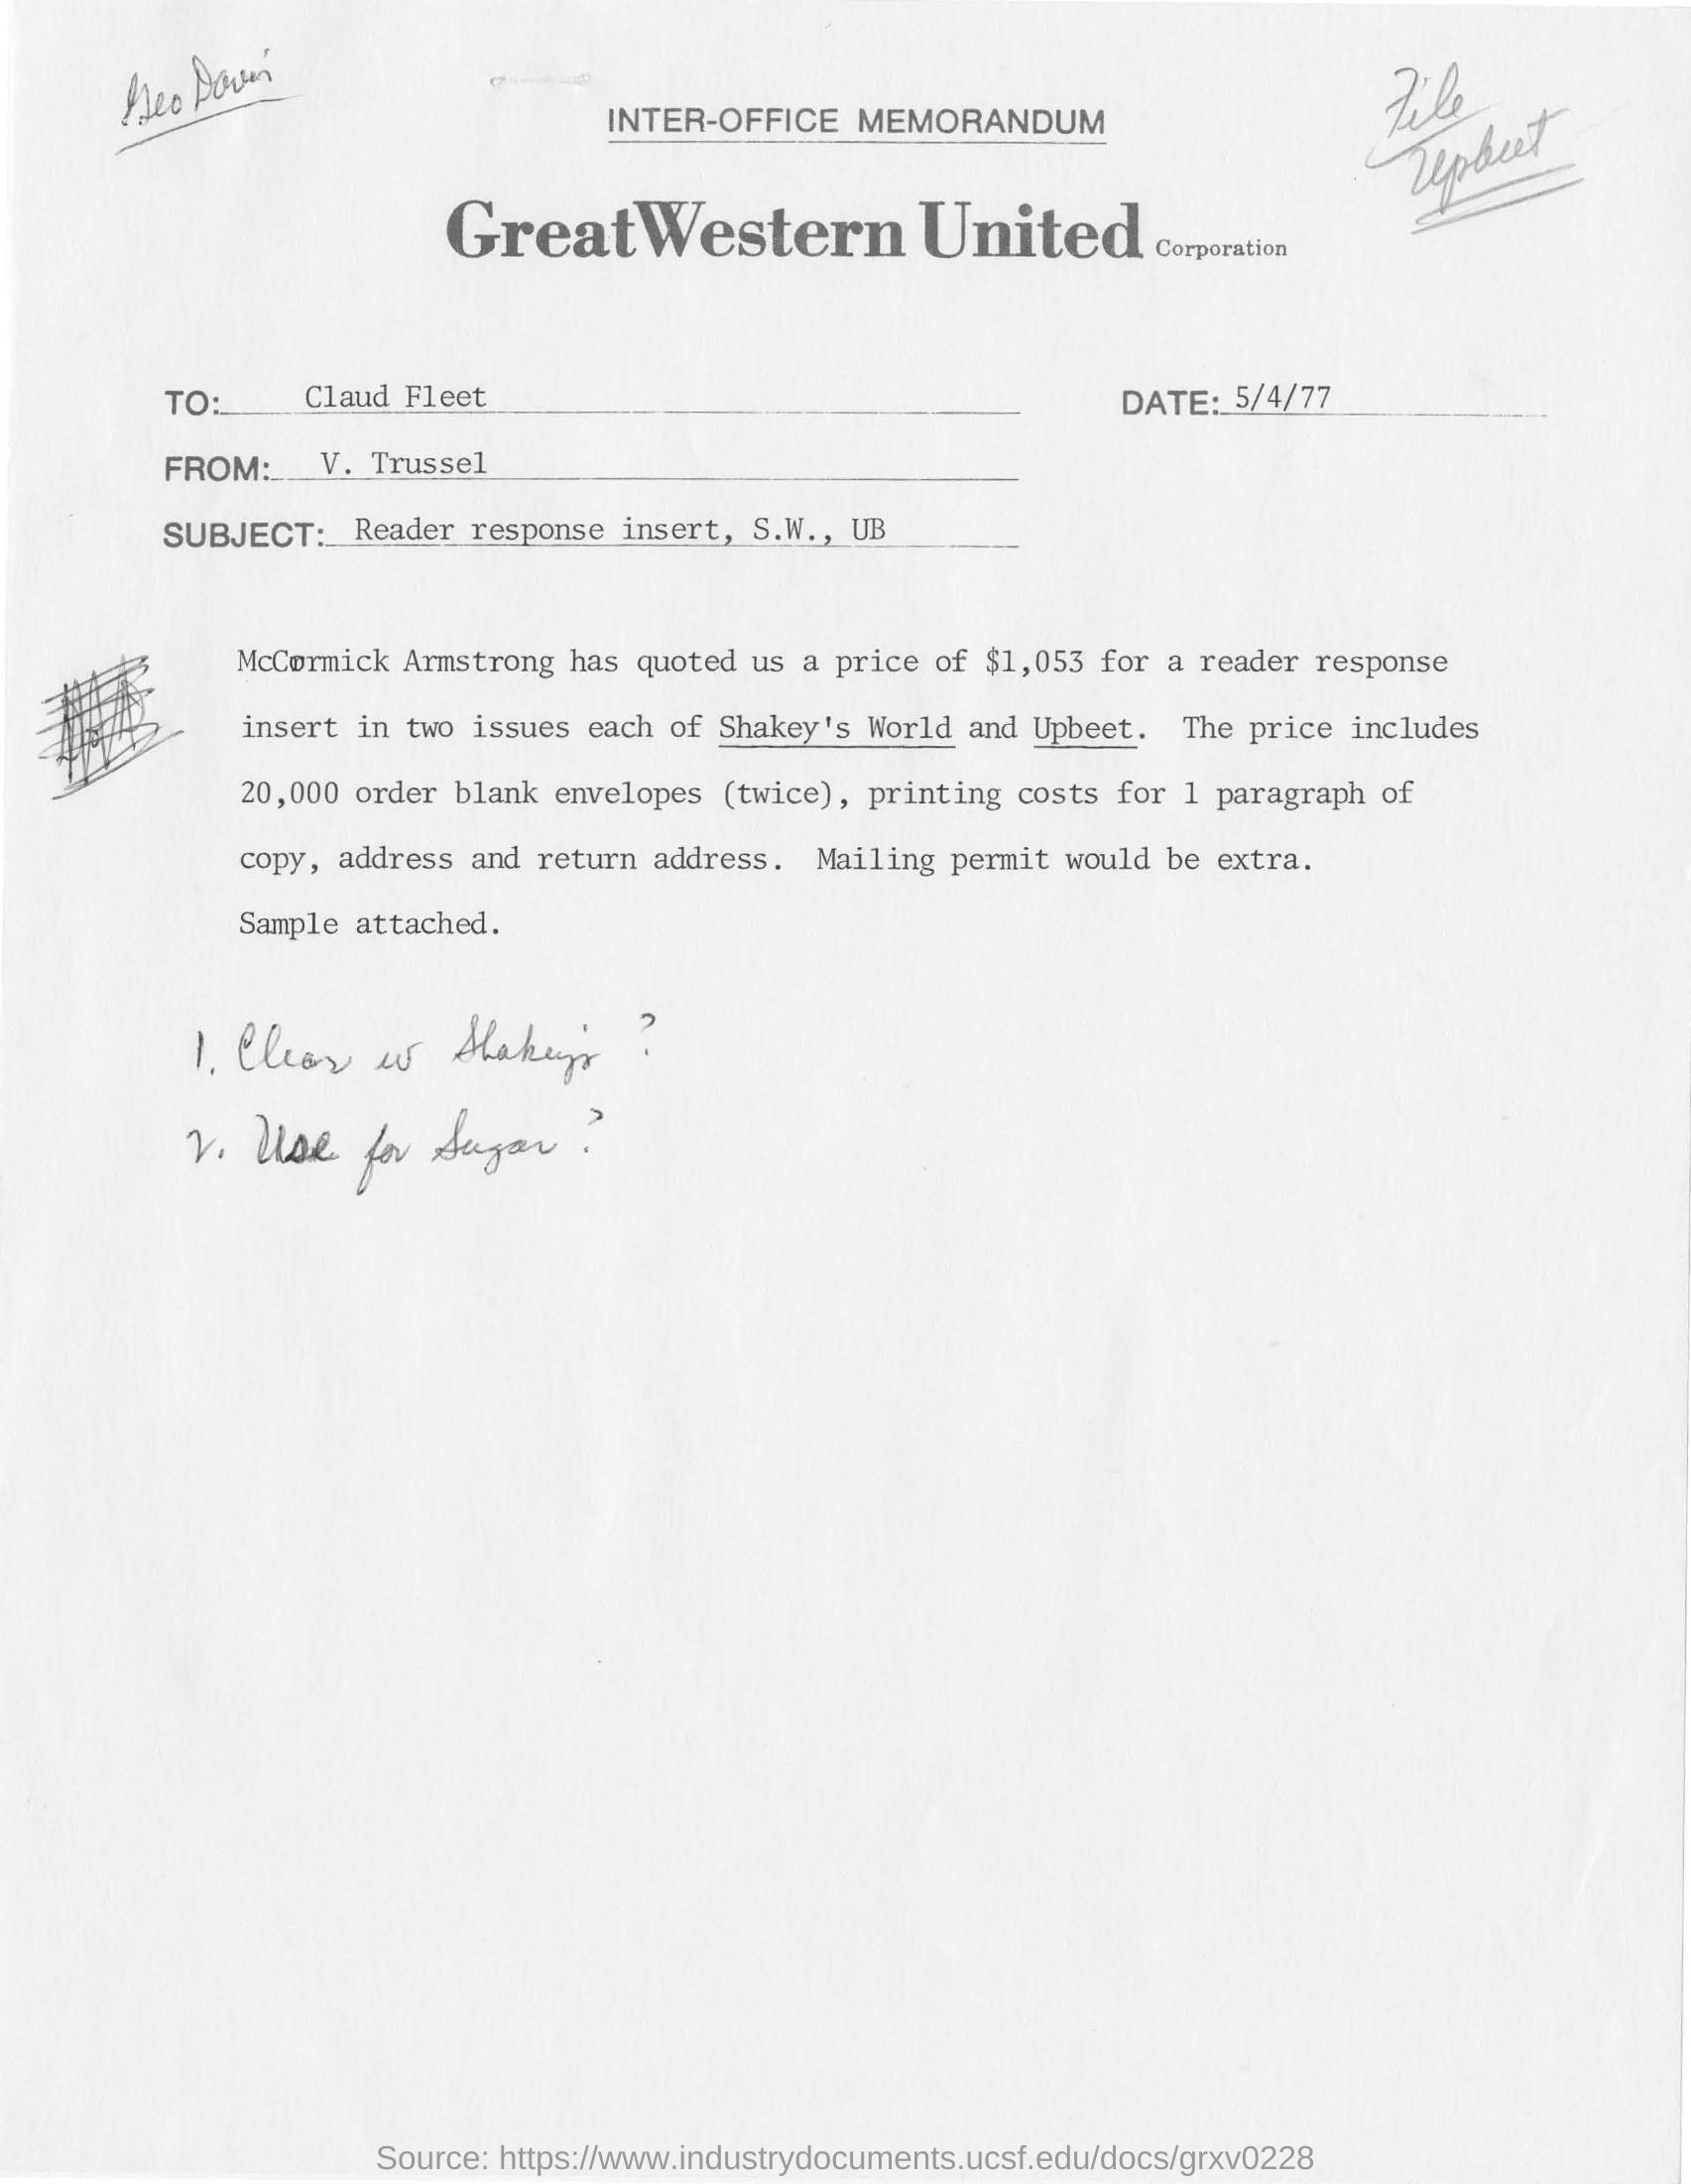 Geo Davis
File
Upbeet
INTER-OFFICE MEMORANDUM
GreatWestern United Corporation
TO: Claud Fleet
DATE: 5/4/77
FROM: V. Trussel
SUBJECT: Reader response insert, S.W., UB
McCormick Armstrong has quoted us a price of $1,053 for a reader response
insert in two issues each of Shakey's World and Upbeet. The price includes
20,000 order blank envelopes (twice), printing costs for 1 paragraph of
copy, address and return address. Mailing permit would be extra.
Sample attached.
1. Clear w Shakey's ?
2. Use for Sugar ?
Source: https://www.industrydocuments.ucsf.edu/docs/grxv0228